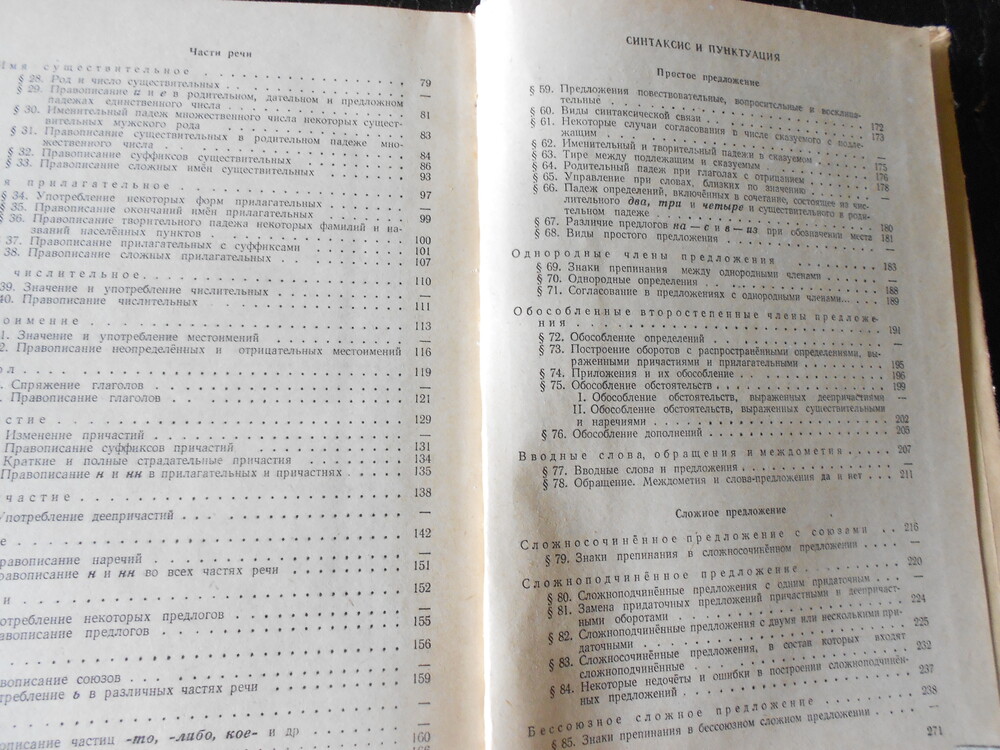 Части речи
мя существительное
§ 28. Род и число существительных 79
§ 29. Правописание и и е в родительном, дательном и предложном —
падежах единственного числа
§ 30. Именительный падеж множественного числа некоторых сущест- 81
вительных мужского рода
§ 31. Правописание существительных в родительном падеже мно- 83
жественного числа
§ 32. Правописание суффиксов существительных 84
§ 33. Правописание сложных имён существительных 86
я прилагательное 93
§ 34. Употребление некоторых форм прилагательных 97
§ 35. Правописание окончаний имён прилагательных —
§ 36. Правописание творительного падежа некоторых фамилий и на- 99
званий населённых пунктов
37. Правописание прилагательных с суффиксами 100
38. Правописание сложных прилагательных 101
числительное 107
39. Значение и употребление числительных 110
40. Правописание числительных 111
оимение 113
1. Значение и употребление местоимений —
2. Правописание неопределённых и отрицательных местоимений 116
ол 119
. Спряжение глаголов —
. Правописание глаголов 121
стие 129
Изменение причастий —
Правописание суффиксов причастий 131
Краткие и полные страдательные причастия 134
Правописание н и нн в прилагательных и причастиях 135
частие 138
Употребление деепричастий —
е 142
равописание наречий —
равописание н и нн во всех частях речи 151
и 152
отребление некоторых предлогов —
авописание предлогов 155
156
вописание союзов —
требление ь в различных частях речи 159
—
описание частиц -то, -либо, кое- и др 160
СИНТАКСИС И ПУНКТУАЦИЯ
Простое предложение
§ 59. Предложения повествовательные, вопросительные и восклица-
тельные 172
§ 60. Виды синтаксической связи 173
§ 61. Некоторые случаи согласования в числе сказуемого с подле-
жащим —
§ 62. Именительный и творительный падежи в сказуемом 175
§ 63. Тире между подлежащим и сказуемым 176
§ 64. Родительный падеж при глаголах с отрицанием 178
§ 65. Управление при словах, близких по значению —
§ 66. Падеж определений, включённых в сочетание, состоящее из чис-
лительного два, три и четыре и существительного в роди-
тельном падеже 180
§ 67. Различие предлогов на — с и в — из при обозначении места 181
§ 68. Виды простого предложения
Однородные члены предложения 183
§ 69. Знаки препинания между однородными членами —
§ 70. Однородные определения 188
§ 71. Согласование в предложениях с однородными членами... 189
Обособленные второстепенные члены предложе-
ния 191
§ 72. Обособление определений —
§ 73. Построение оборотов с распространёнными определениями, вы-
раженными причастиями и прилагательными 195
§ 74. Приложения и их обособление 196
§ 75. Обособление обстоятельств 199
I. Обособление обстоятельств, выраженных деепричастиями —
II. Обособление обстоятельств, выраженных существительными
и наречиями 202
§ 76. Обособление дополнений 205
Вводные слова, обращения и междометия 207
§ 77. Вводные слова и предложения —
§ 78. Обращение. Междометия и слова-предложения да и нет 211
Сложное предложение
Сложносочинённое предложение с союзами 216
§ 79. Знаки препинания в сложносочинённом предложении —
Сложноподчинённое предложение 220
§ 80. Сложноподчинённые предложения с одним придаточным —
§ 81. Замена придаточных предложений причастными и деепричаст-
ными оборотами 224
§ 82. Сложноподчинённые предложения с двумя или несколькими при-
даточными 225
§ 83. Сложносочинённые предложения, в состав которых входят
сложноподчинённые 232
§ 84. Некоторые недочёты и ошибки в построении сложноподчинён-
ных предложений 237
Бессоюзное сложное предложение 238
§ 85. Знаки препинания в бессоюзном сложном предложении —
271